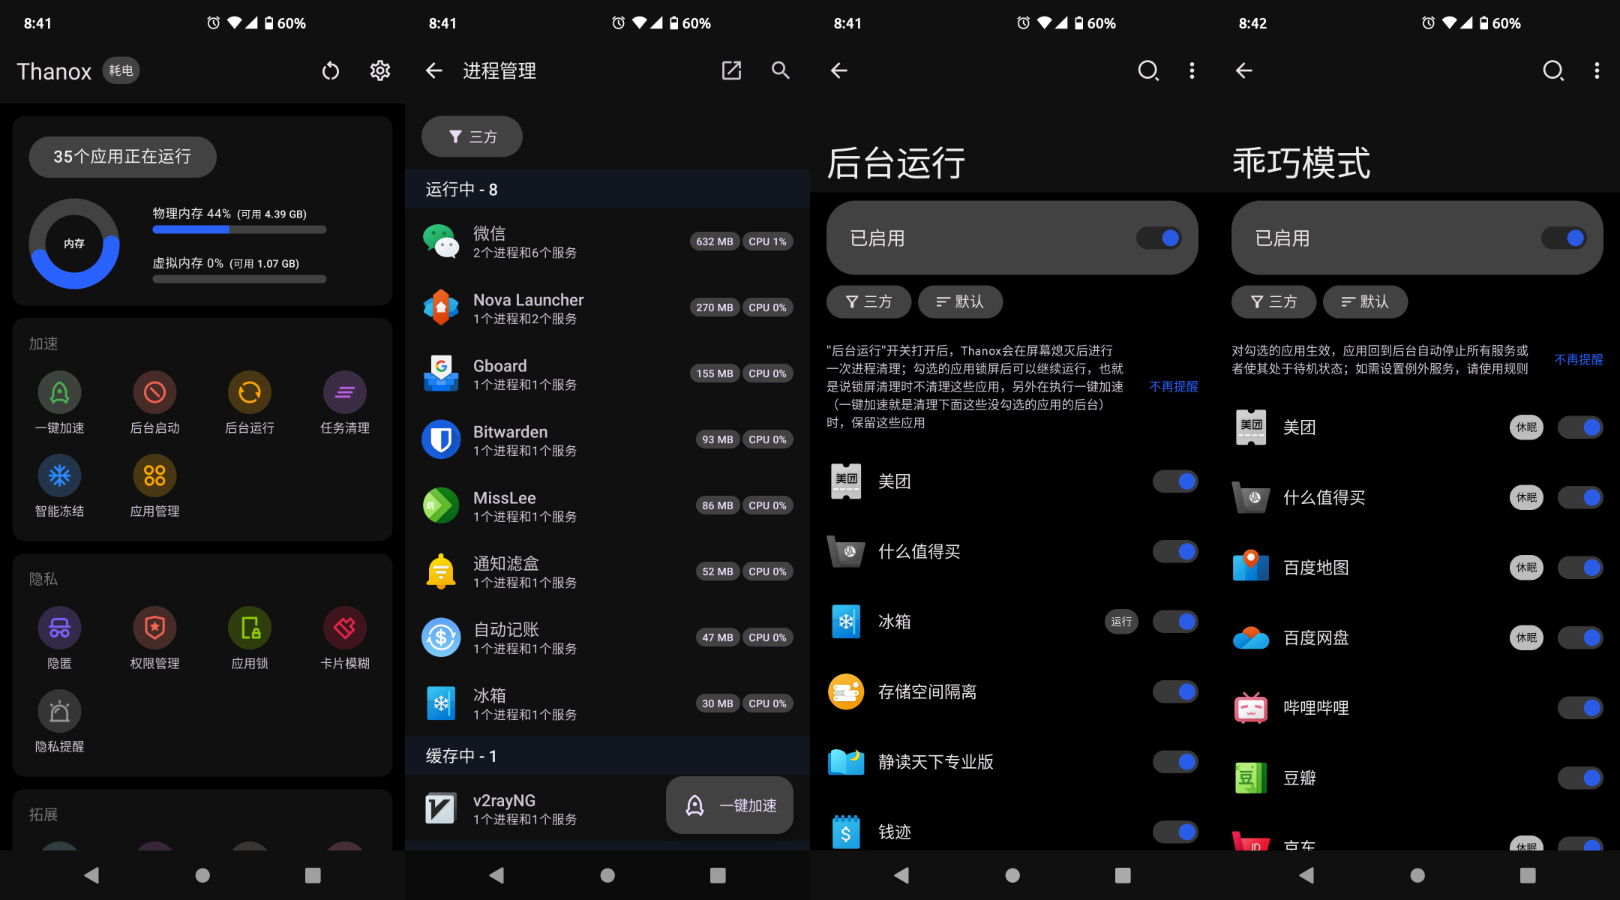 8:41
60%
Thanox
耗电
35个应用正在运行
内存
物理内存 44% (可用 4.39 GB)
虚拟内存 0% (可用 1.07 GB)
加速
一键加速
后台启动
后台运行
任务清理
智能冻结
应用管理
隐私
隐匿
权限管理
应用锁
卡片模糊
隐私提醒
拓展
8:41
60%
进程管理
三方
运行中 - 8
微信
2个进程和6个服务
632 MB
CPU 1%
Nova Launcher
1个进程和2个服务
270 MB
CPU 0%
Gboard
1个进程和1个服务
155 MB
CPU 0%
Bitwarden
1个进程和1个服务
93 MB
CPU 0%
MissLee
1个进程和1个服务
86 MB
CPU 0%
通知滤盒
1个进程和1个服务
52 MB
CPU 0%
自动记账
1个进程和1个服务
47 MB
CPU 0%
冰箱
1个进程和1个服务
30 MB
CPU 0%
缓存中 - 1
v2rayNG
1个进程和1个服务
一键加速
8:41
60%
后台运行
已启用
三方
默认
"后台运行"开关打开后，Thanox会在屏幕熄灭后进行
一次进程清理；勾选的应用锁屏后可以继续运行，也就
是说锁屏清理时不清理这些应用，另外在执行一键加速
（一键加速就是清理下面这些没勾选的应用的后台）
时，保留这些应用
不再提醒
美团
美团
什么值得买
冰箱
运行
存储空间隔离
静读天下专业版
钱迹
8:42
60%
乖巧模式
已启用
三方
默认
对勾选的应用生效，应用回到后台自动停止所有服务或
者使其处于待机状态；如需设置例外服务，请使用规则
不再提醒
美团
美团
休眠
什么值得买
休眠
百度地图
休眠
百度网盘
休眠
哔哩哔哩
豆
豆瓣
JD
京东
休眠